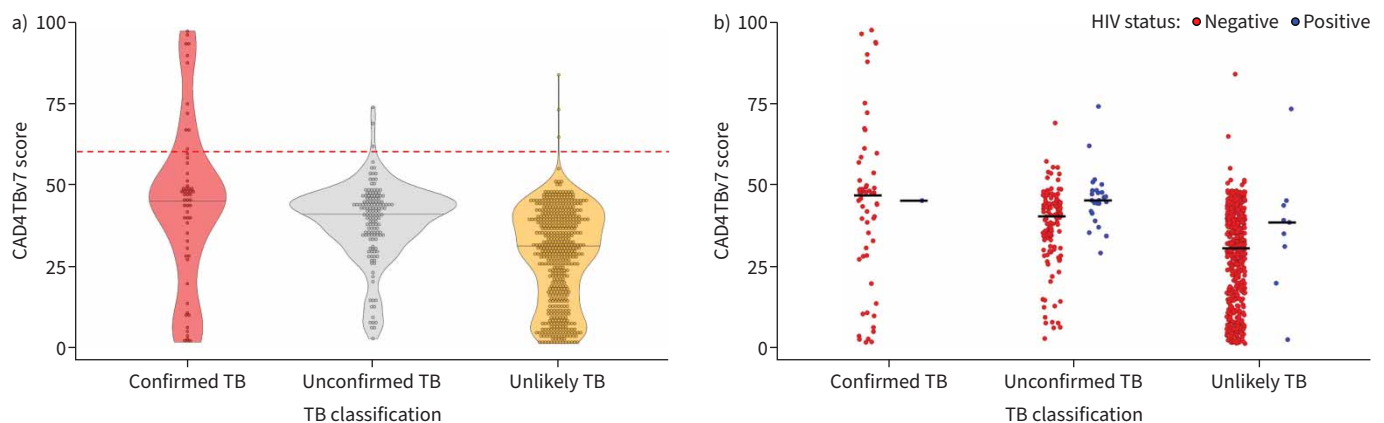 a)
100
75
50
25
0
CAD4TBv7 score
Confirmed TB
Unconfirmed TB
Unlikely TB
TB classification
b)
HIV status: Negative Positive
100
75
50
25
0
CAD4TBv7 score
Confirmed TB
Unconfirmed TB
Unlikely TB
TB classification